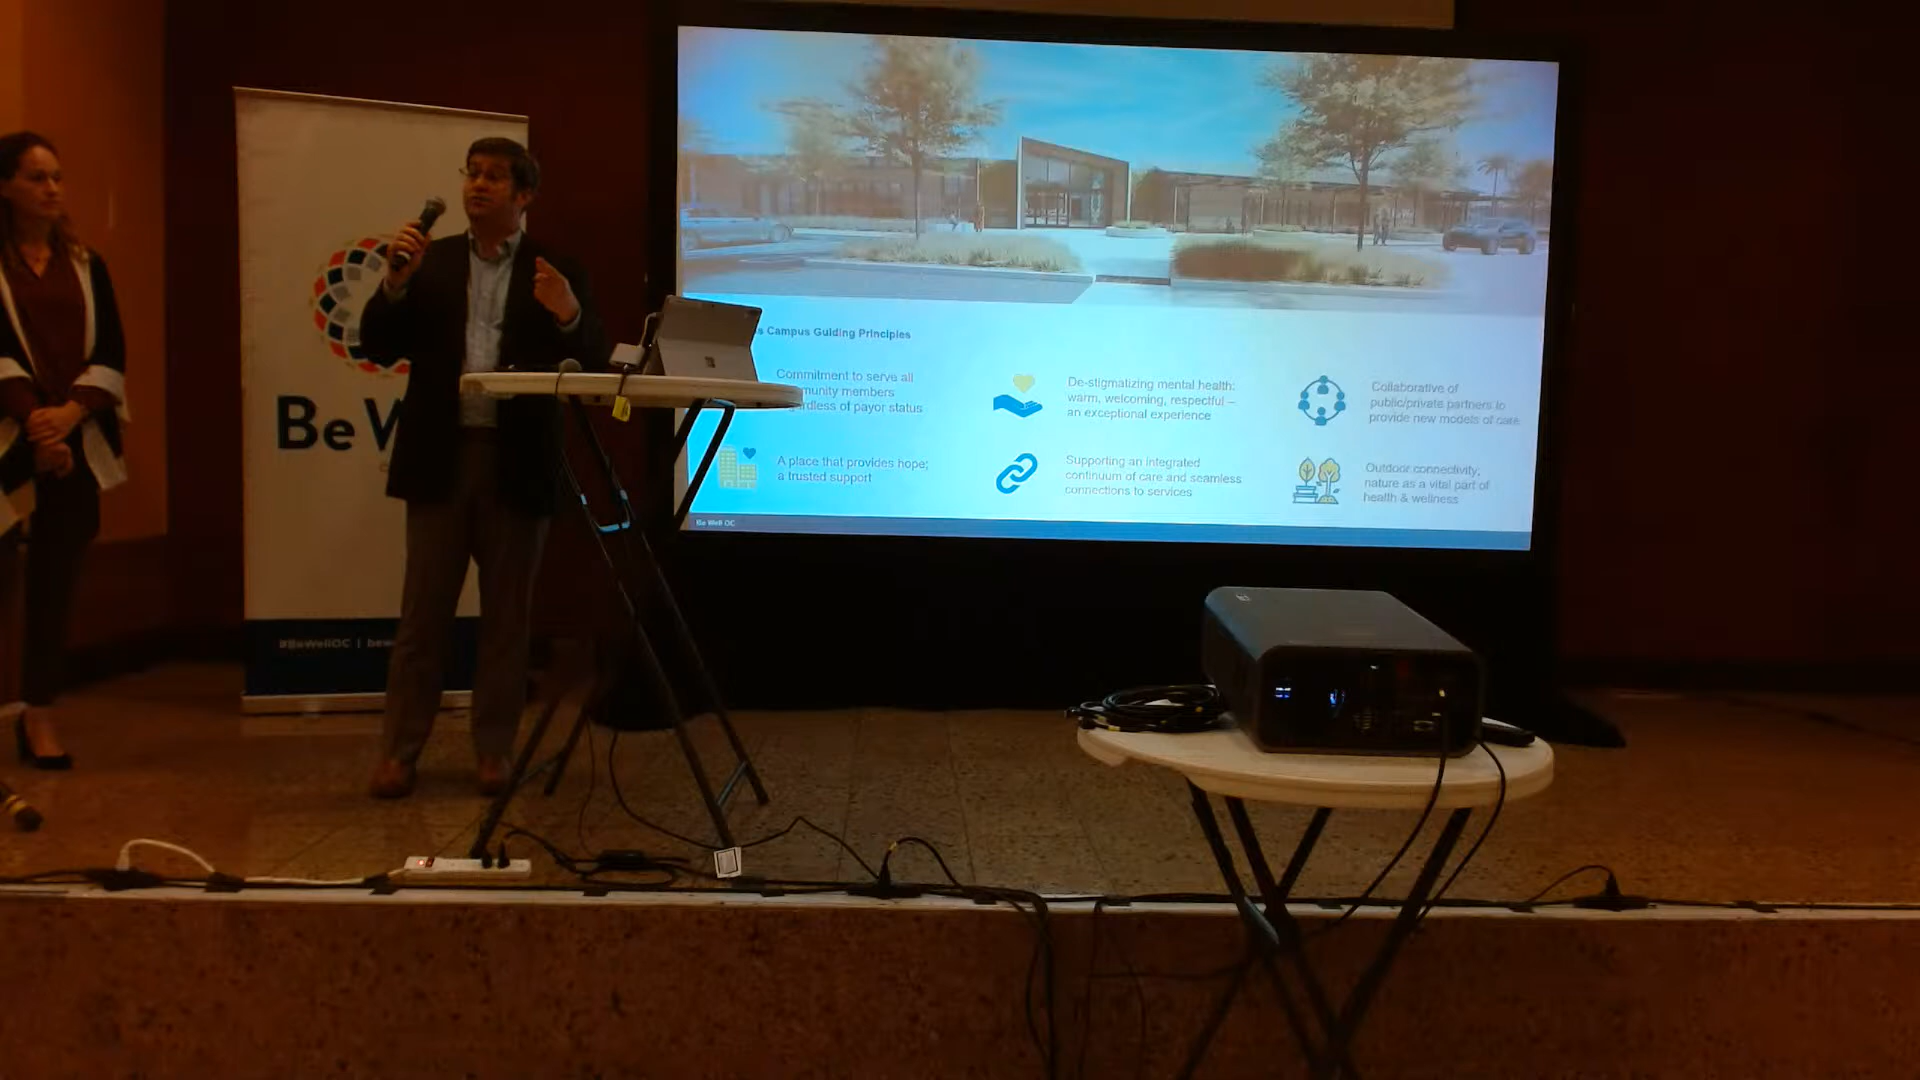 Be W
#BeWellOC | bew
s Campus Guiding Principles
Commitment to serve all
munity members
rdless of payor status
De-stigmatizing mental health:
warm, welcoming, respectful –
an exceptional experience
Collaborative of
public/private partners to
provide new models of care
A place that provides hope;
a trusted support
Supporting an integrated
continuum of care and seamless
connections to services
Outdoor connectivity;
nature as a vital part of
health & wellness
Be Well OC